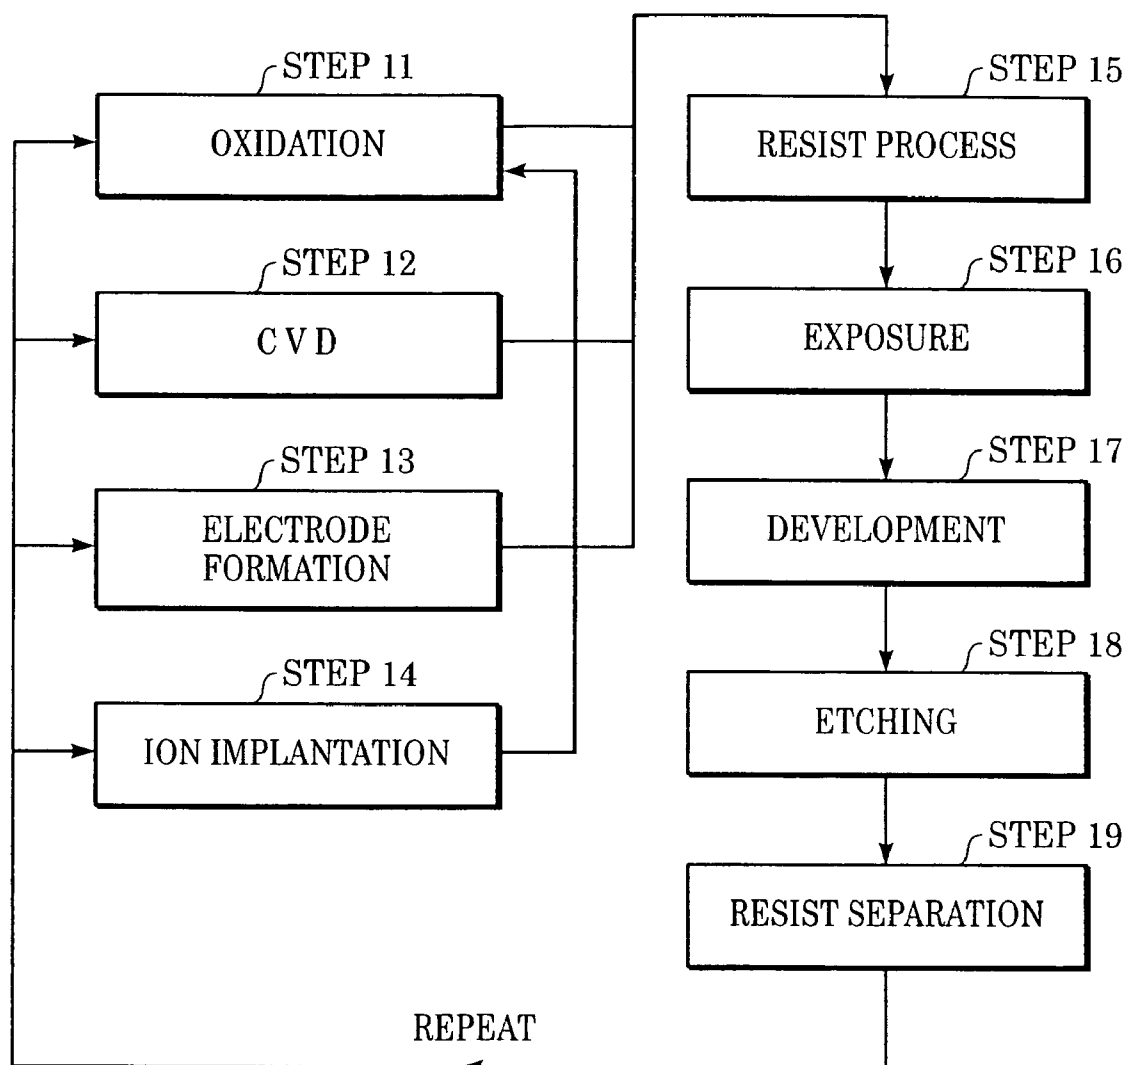 STEP 11
OXIDATION
STEP 12
C V D
STEP 13
ELECTRODE
FORMATION
STEP 14
ION IMPLANTATION
STEP 15
RESIST PROCESS
STEP 16
EXPOSURE
STEP 17
DEVELOPMENT
STEP 18
ETCHING
STEP 19
RESIST SEPARATION
REPEAT